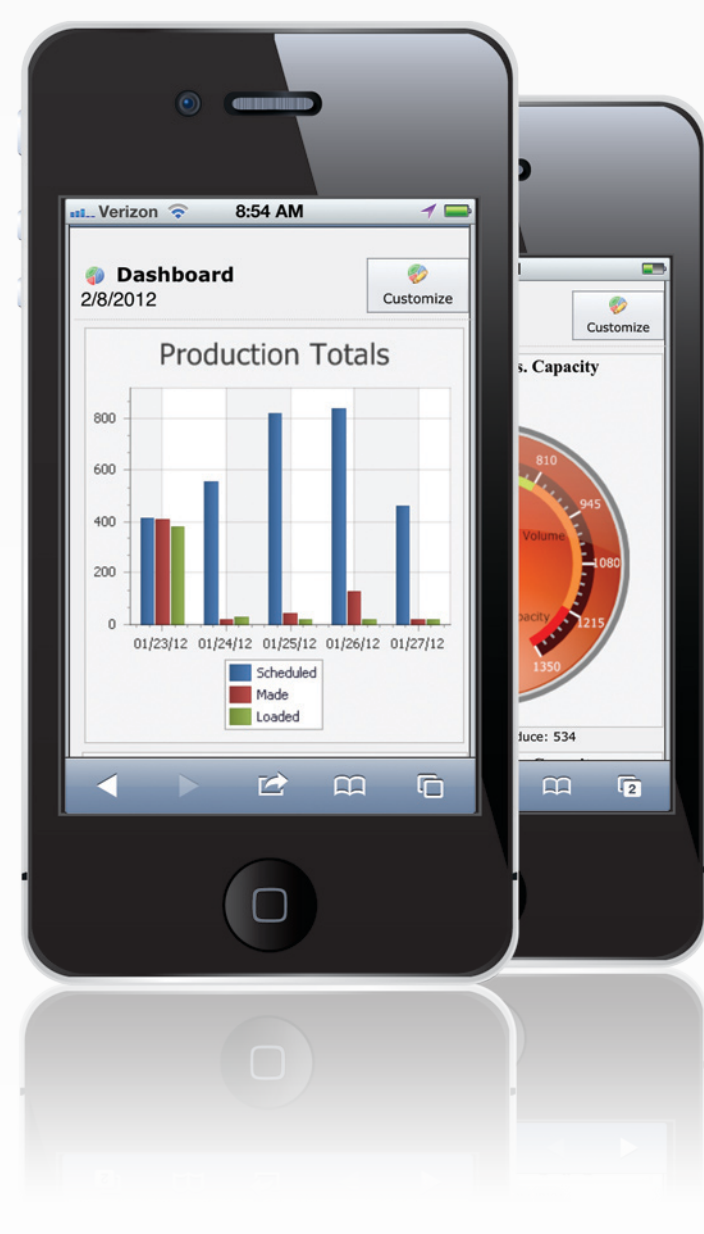 Verizon 8:54 AM
Dashboard
2/8/2012
Customize
Production Totals
800
600
400
200
0
01/23/12 01/24/12 01/25/12 01/26/12 01/27/12
Scheduled
Made
Loaded
Customize
s. Capacity
810
945
Volume
1080
pacity
1215
1350
duce: 534
2